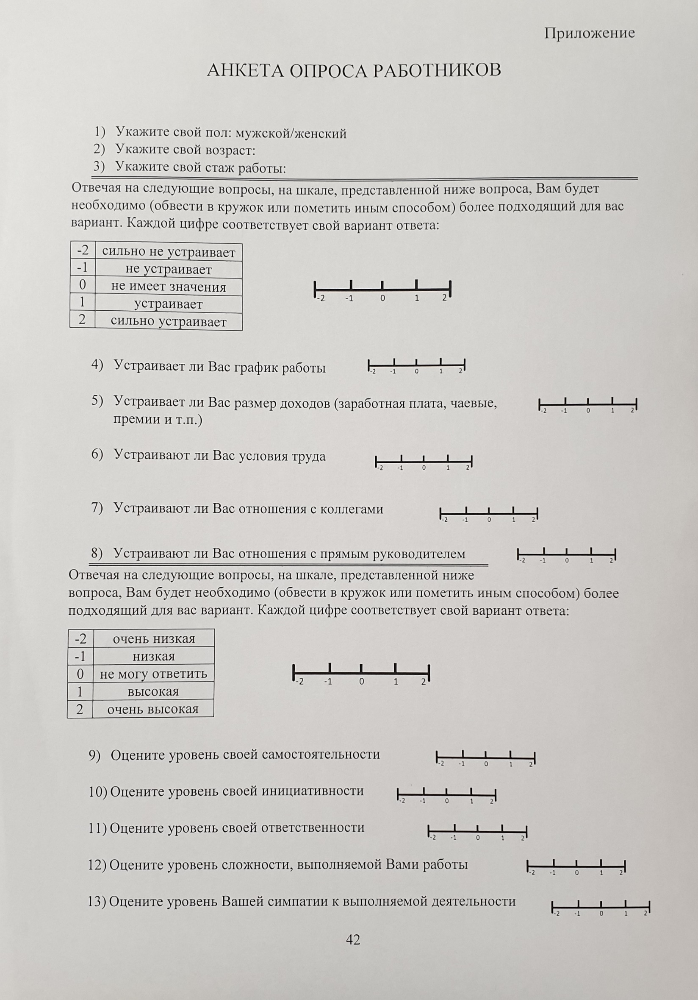 Приложение
АНКЕТА ОПРОСА РАБОТНИКОВ
1) Укажите свой пол: мужской/женский
2) Укажите свой возраст:
3) Укажите свой стаж работы:
Отвечая на следующие вопросы, на шкале, представленной ниже вопроса, Вам будет
необходимо (обвести в кружок или пометить иным способом) более подходящий для вас
вариант. Каждой цифре соответствует свой вариант ответа:
-2 сильно не устраивает
-1 не устраивает
0 не имеет значения
1 устраивает
2 сильно устраивает
-2 -1 0 1 2
4) Устраивает ли Вас график работы
-2 -1 0 1 2
5) Устраивает ли Вас размер доходов (заработная плата, чаевые,
премии и т.п.)
-2 -1 0 1 2
6) Устраивают ли Вас условия труда
-2 -1 0 1 2
7) Устраивают ли Вас отношения с коллегами
-2 -1 0 1 2
8) Устраивают ли Вас отношения с прямым руководителем
-2 -1 0 1 2
Отвечая на следующие вопросы, на шкале, представленной ниже
вопроса, Вам будет необходимо (обвести в кружок или пометить иным способом) более
подходящий для вас вариант. Каждой цифре соответствует свой вариант ответа:
-2 очень низкая
-1 низкая
0 не могу ответить
1 высокая
2 очень высокая
-2 -1 0 1 2
9) Оцените уровень своей самостоятельности
-2 -1 0 1 2
10) Оцените уровень своей инициативности
-2 -1 0 1 2
11) Оцените уровень своей ответственности
-2 -1 0 1 2
12) Оцените уровень сложности, выполняемой Вами работы
-2 -1 0 1 2
13) Оцените уровень Вашей симпатии к выполняемой деятельности
-2 -1 0 1 2
42